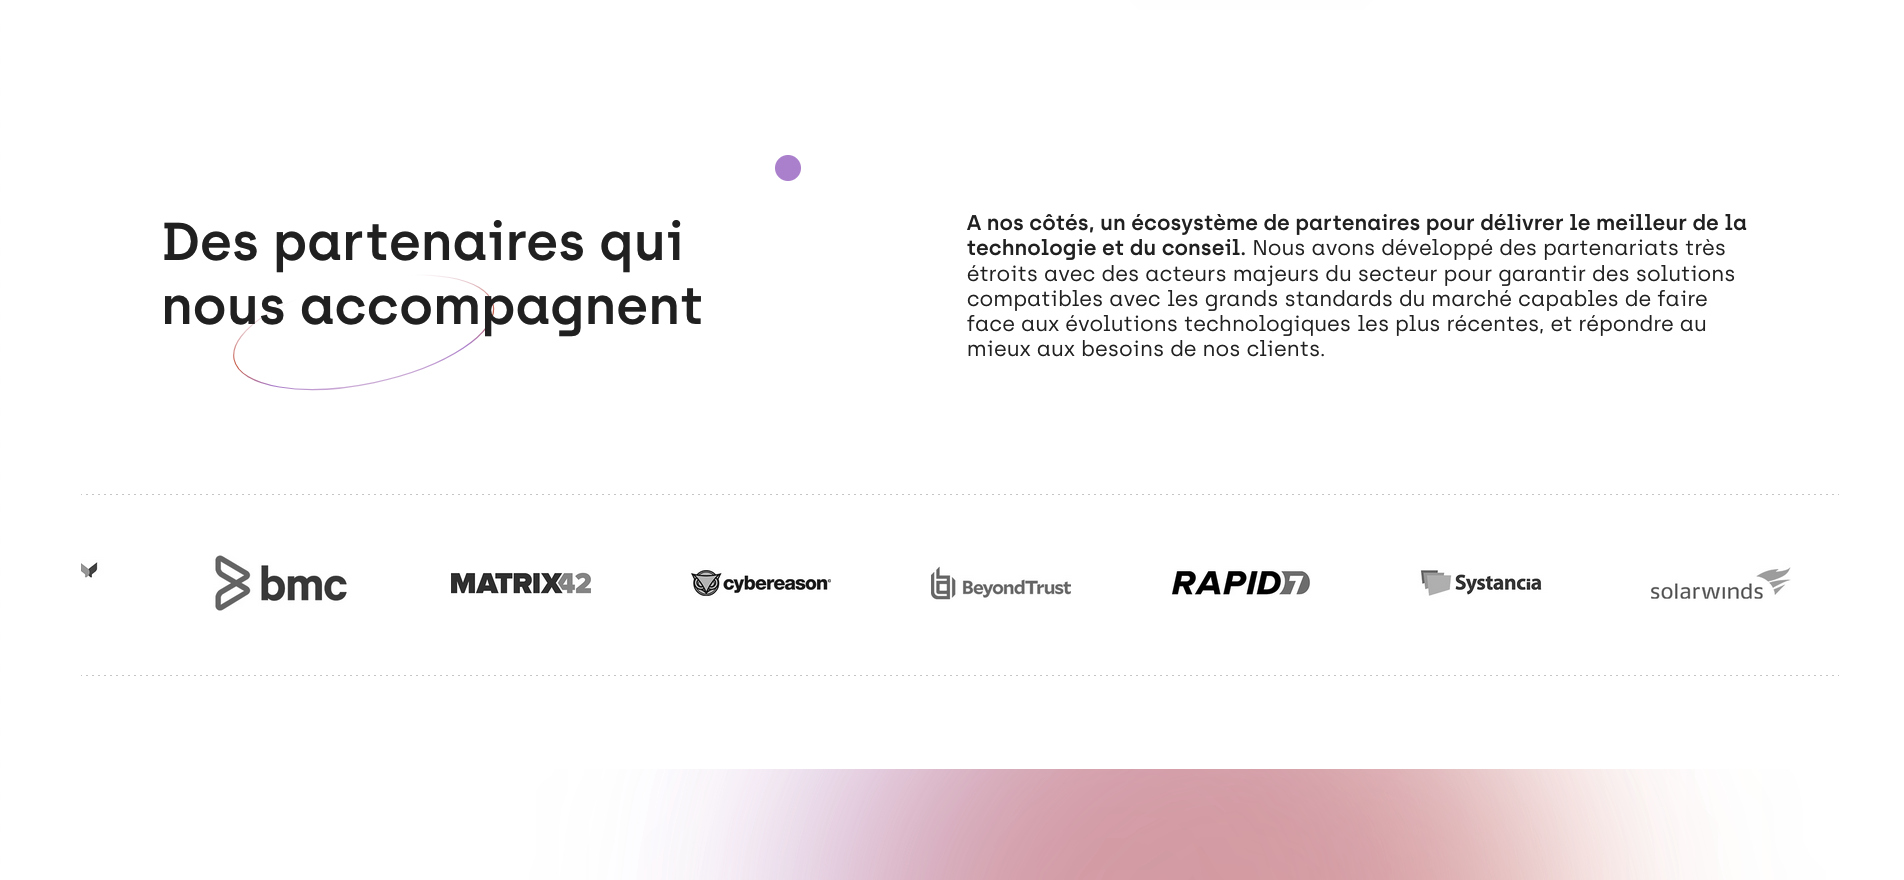 Des partenaires qui
nous accompagnent
A nos côtés, un écosystème de partenaires pour délivrer le meilleur de la
technologie et du conseil. Nous avons développé des partenariats très
étroits avec des acteurs majeurs du secteur pour garantir des solutions
compatibles avec les grands standards du marché capables de faire
face aux évolutions technologiques les plus récentes, et répondre au
mieux aux besoins de nos clients.
bmc
MATRIX42
cybereason®
BeyondTrust
RAPID7
Systancia
solarwinds